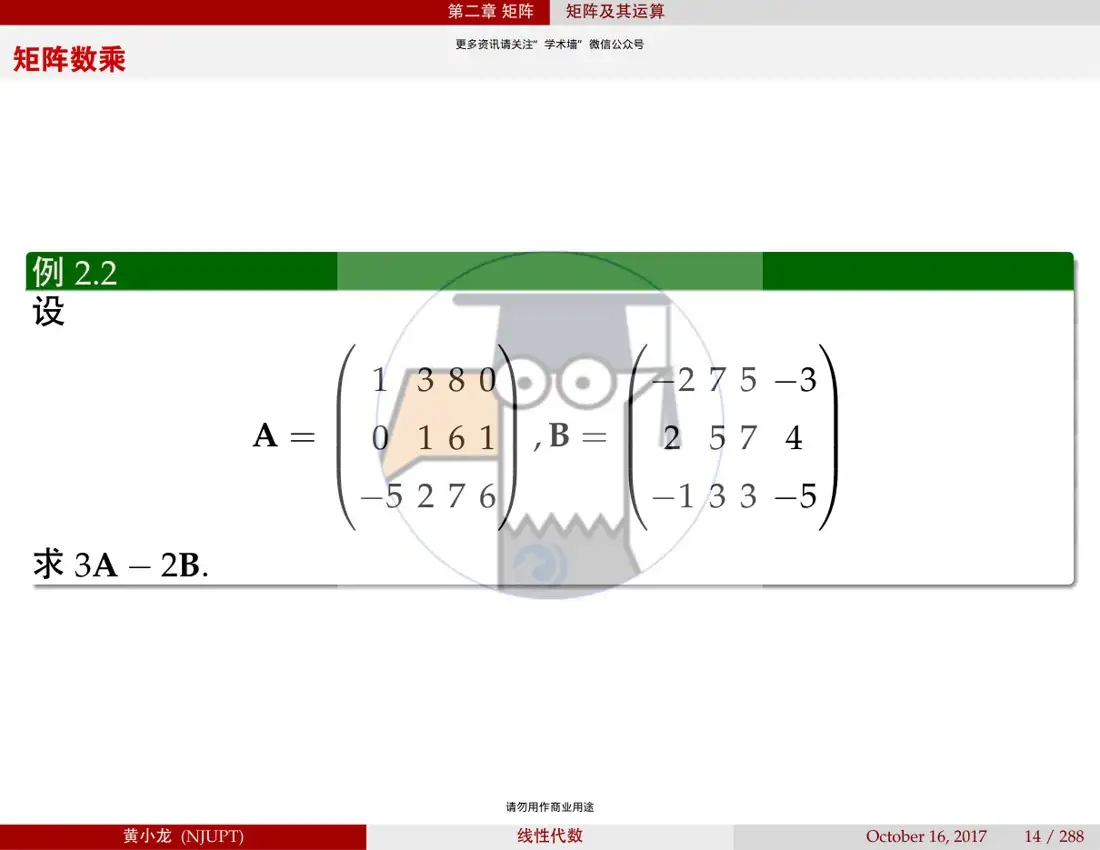 第二章 矩阵 矩阵及其运算
更多资讯请关注“学术墙”微信公众号
矩阵数乘
例 2.2
设
1 3 8 0 −2 7 5 −3
A = 0 1 6 1 , B = 2 5 7 4
−5 2 7 6 −1 3 3 −5
求 3A − 2B.
请勿用作商业用途
黄小龙 (NJUPT) 线性代数 October 16, 2017 14 / 288